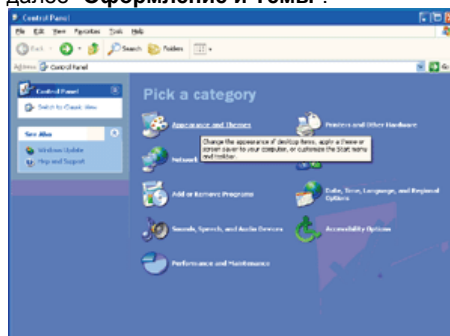 далее "Оформление и темы".
Control Panel
File Edit View Favorites Tools Help
Back Search Folders
Address Control Panel Go
Control Panel
Switch to Classic View
See Also
Windows Update
Help and Support
Pick a category
Appearance and Themes
Printers and Other Hardware
Change the appearance of desktop items, apply a theme or
screen saver to your computer, or customize the Start menu
and taskbar.
Network
Add or Remove Programs
Date, Time, Language, and Regional
Options
Sounds, Speech, and Audio Devices
Accessibility Options
Performance and Maintenance